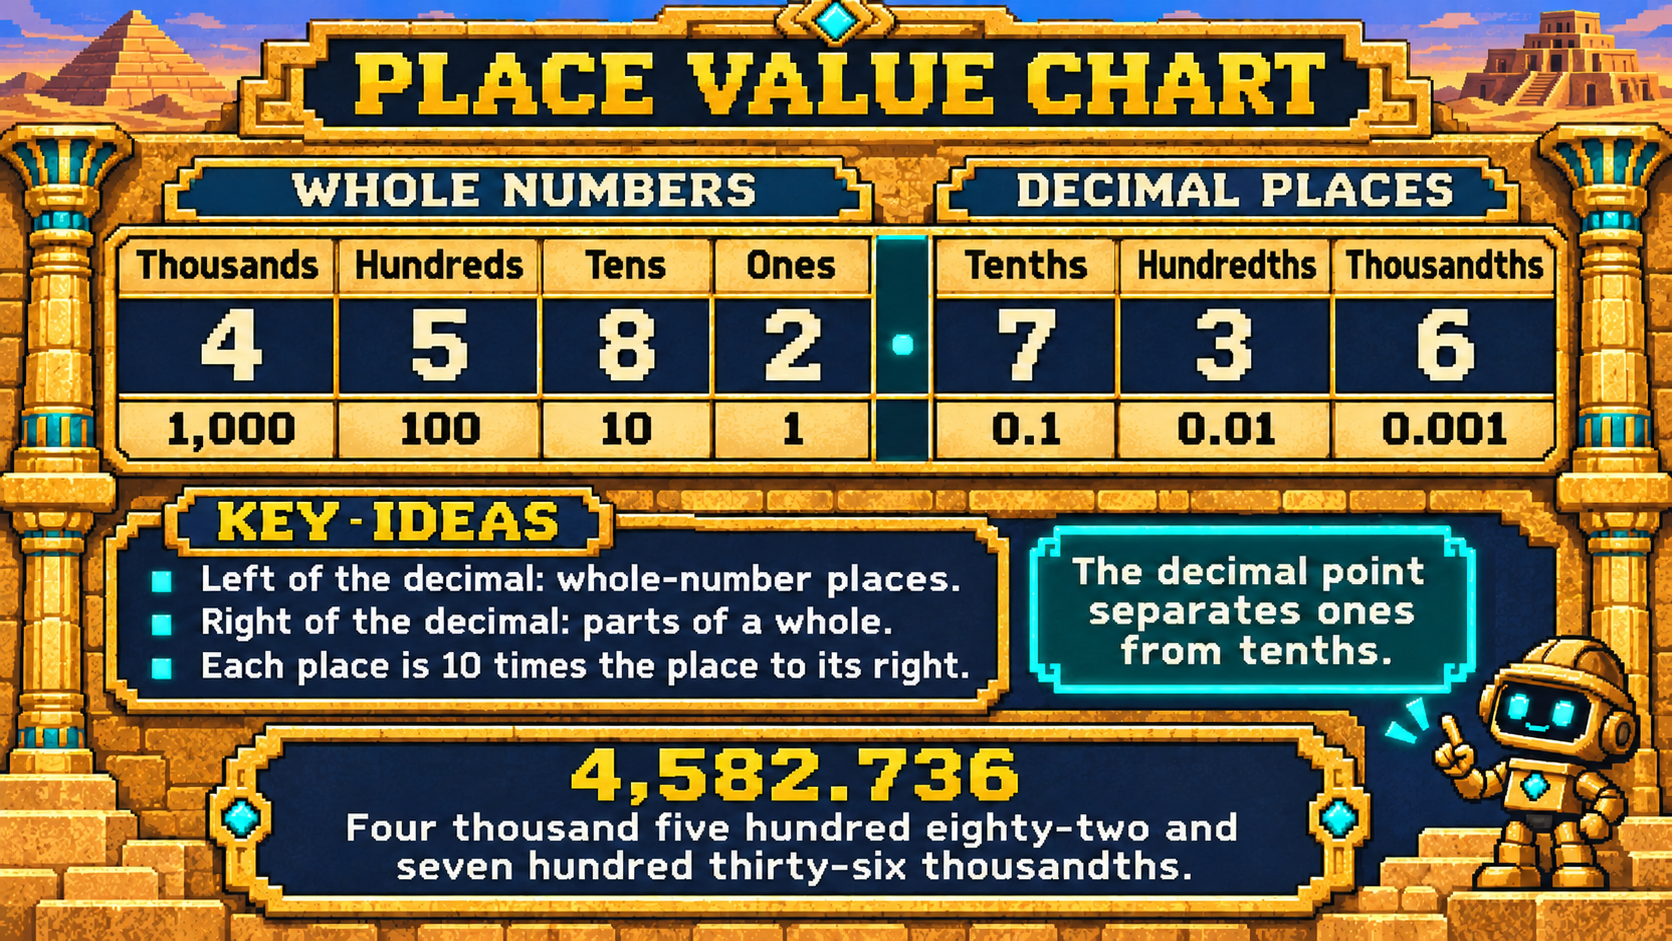 PLACE VALUE CHART
WHOLE NUMBERS
DECIMAL PLACES
Thousands Hundreds Tens Ones Tenths Hundredths Thousandths
4 5 8 2 . 7 3 6
1,000 100 10 1 0.1 0.01 0.001
KEY-IDEAS
Left of the decimal: whole-number places.
Right of the decimal: parts of a whole.
Each place is 10 times the place to its right.
The decimal point
separates ones
from tenths.
4,582.736
Four thousand five hundred eighty-two and
seven hundred thirty-six thousandths.